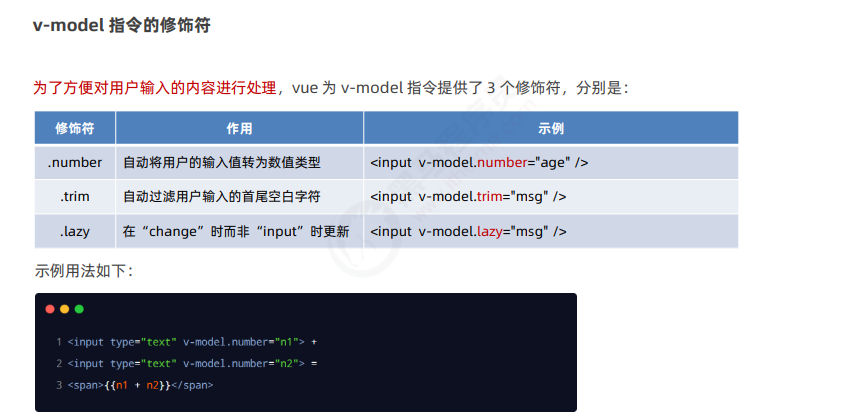 v-model 指令的修饰符
为了方便对用户输入的内容进行处理，vue 为 v-model 指令提供了 3 个修饰符，分别是：
修饰符 作用 示例
.number 自动将用户的输入值转为数值类型 <input v-model.number="age" />
.trim 自动过滤用户输入的首尾空白字符 <input v-model.trim="msg" />
.lazy 在“change”时而非“input”时更新 <input v-model.lazy="msg" />
示例用法如下：
1 <input type="text" v-model.number="n1"> +
2 <input type="text" v-model.number="n2"> =
3 <span>{{n1 + n2}}</span>